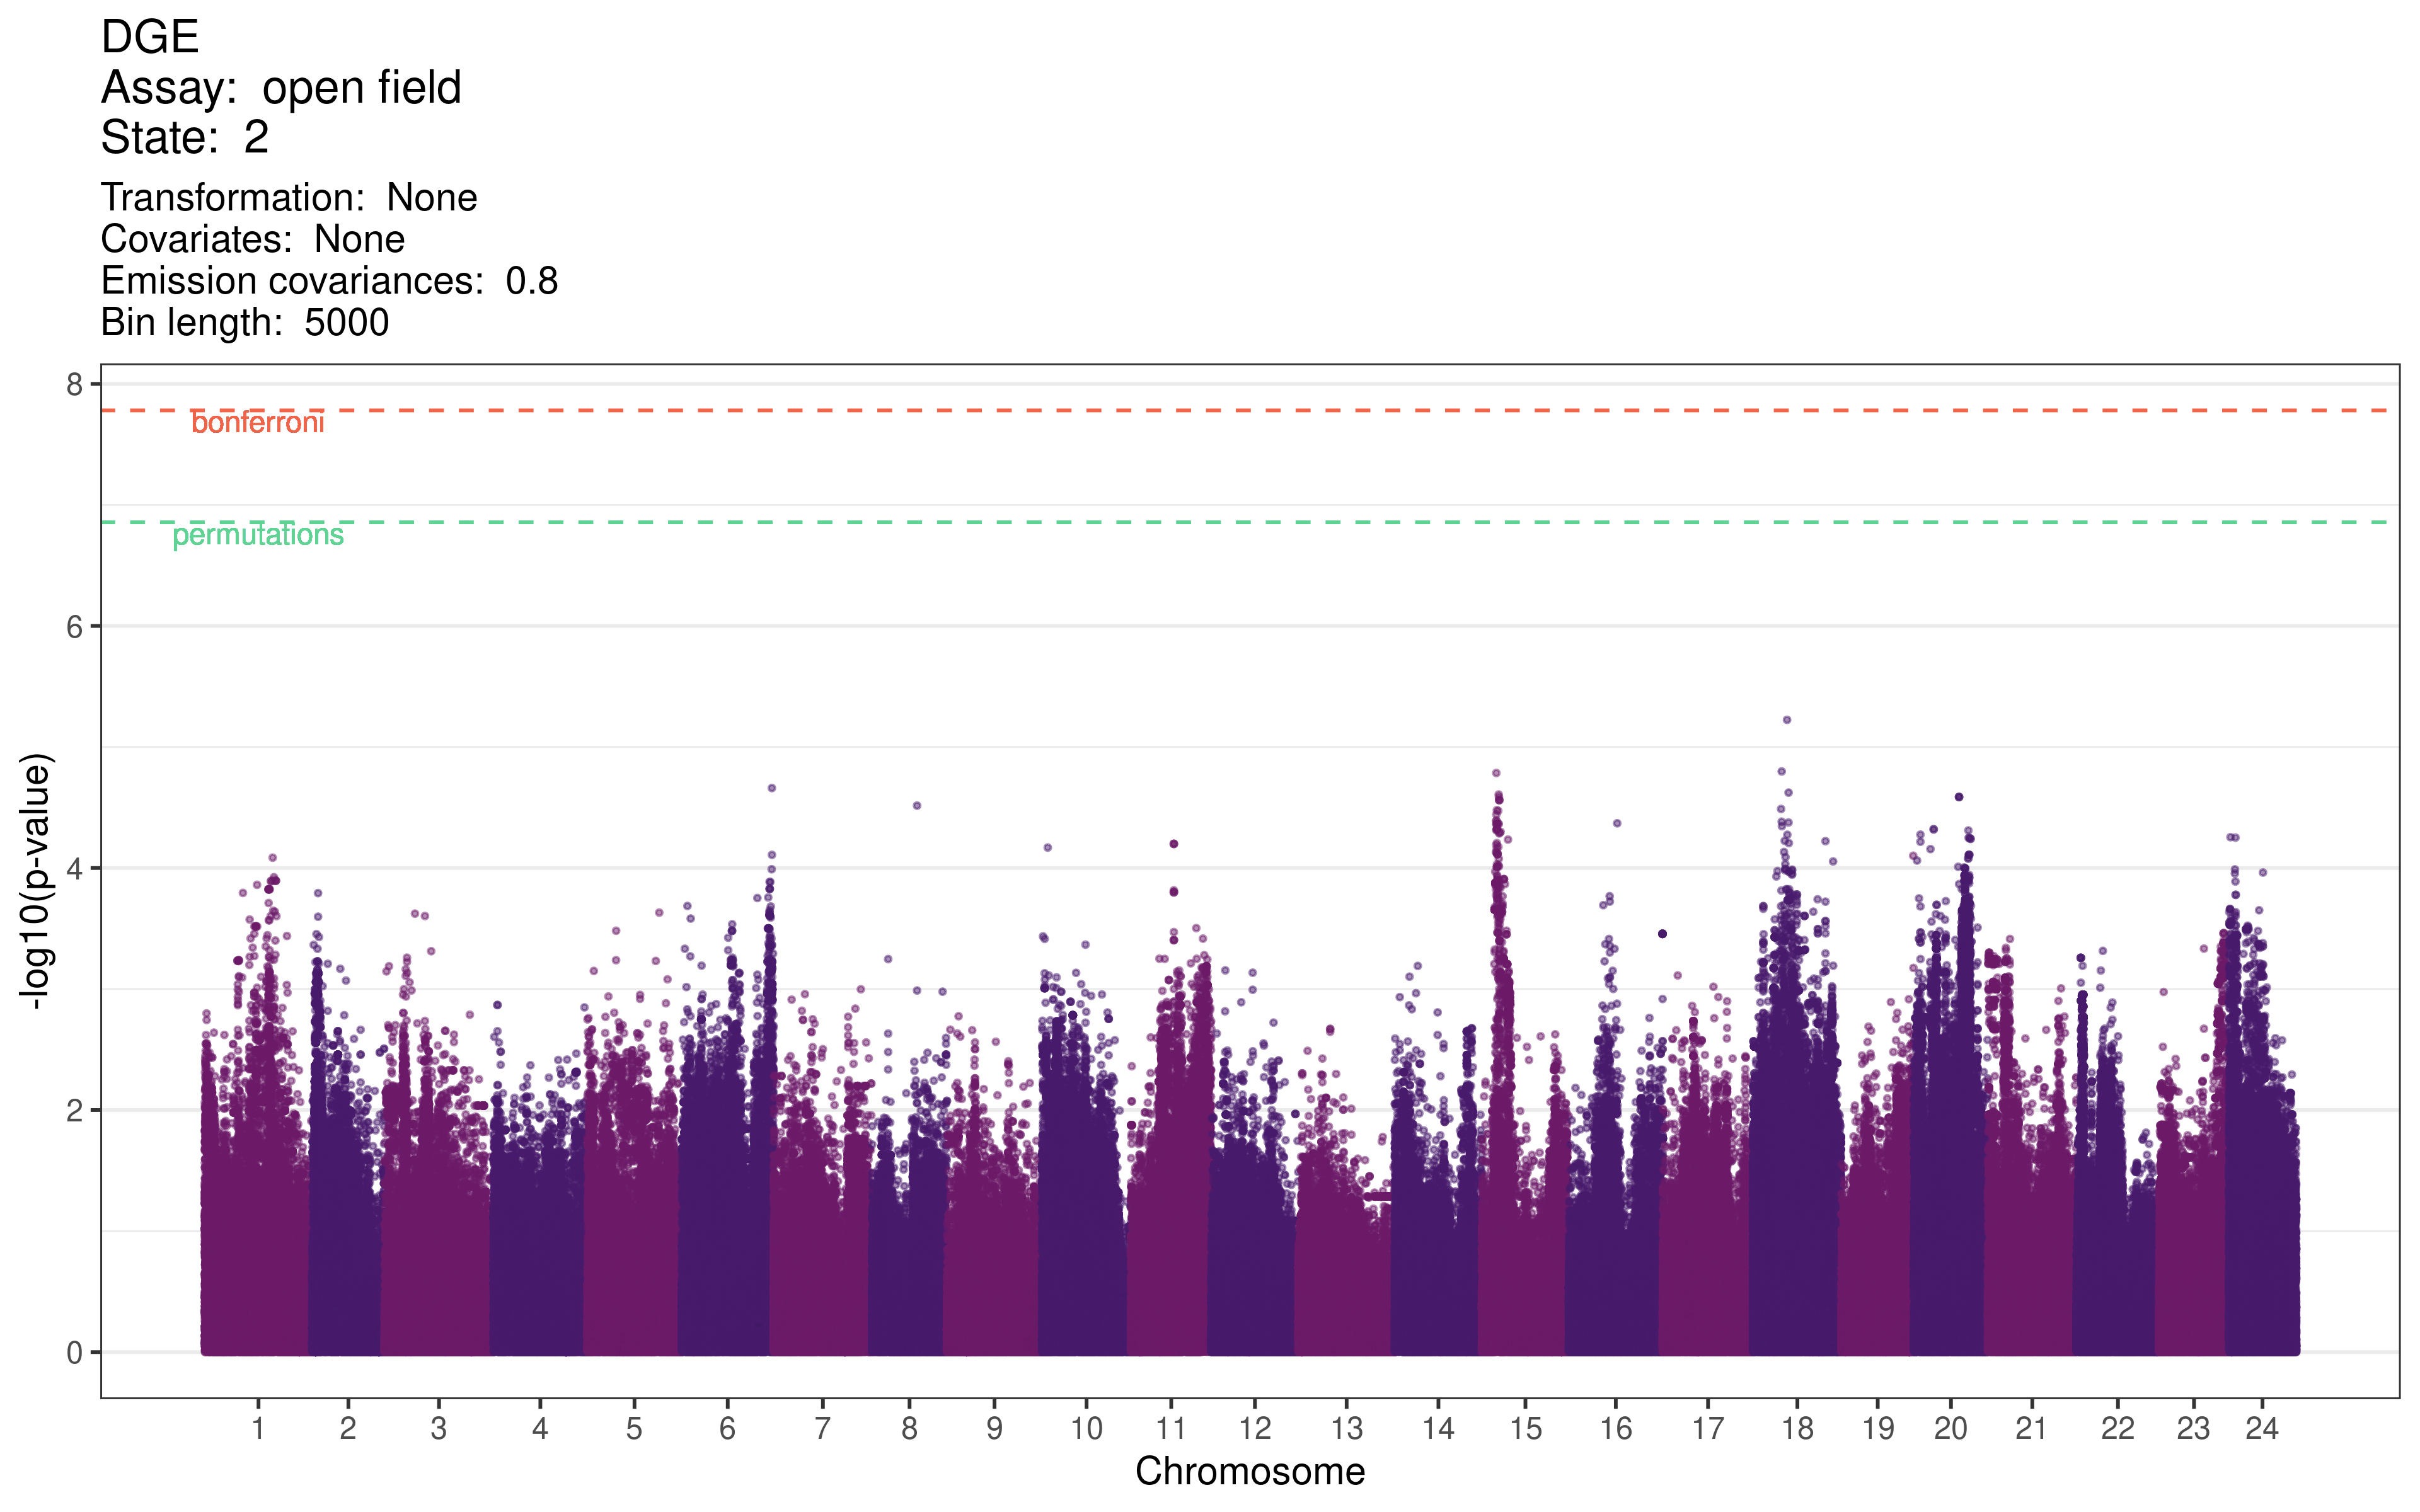 DGE
Assay:  open field
State:  2
Transformation:  None
Covariates:  None
Emission covariances:  0.8
Bin length:  5000
8
bonferroni
permutations
6
4
2
0
-log10(p-value)
1 2 3 4 5 6 7 8 9 10 11 12 13 14 15 16 17 18 19 20 21 22 23 24
Chromosome